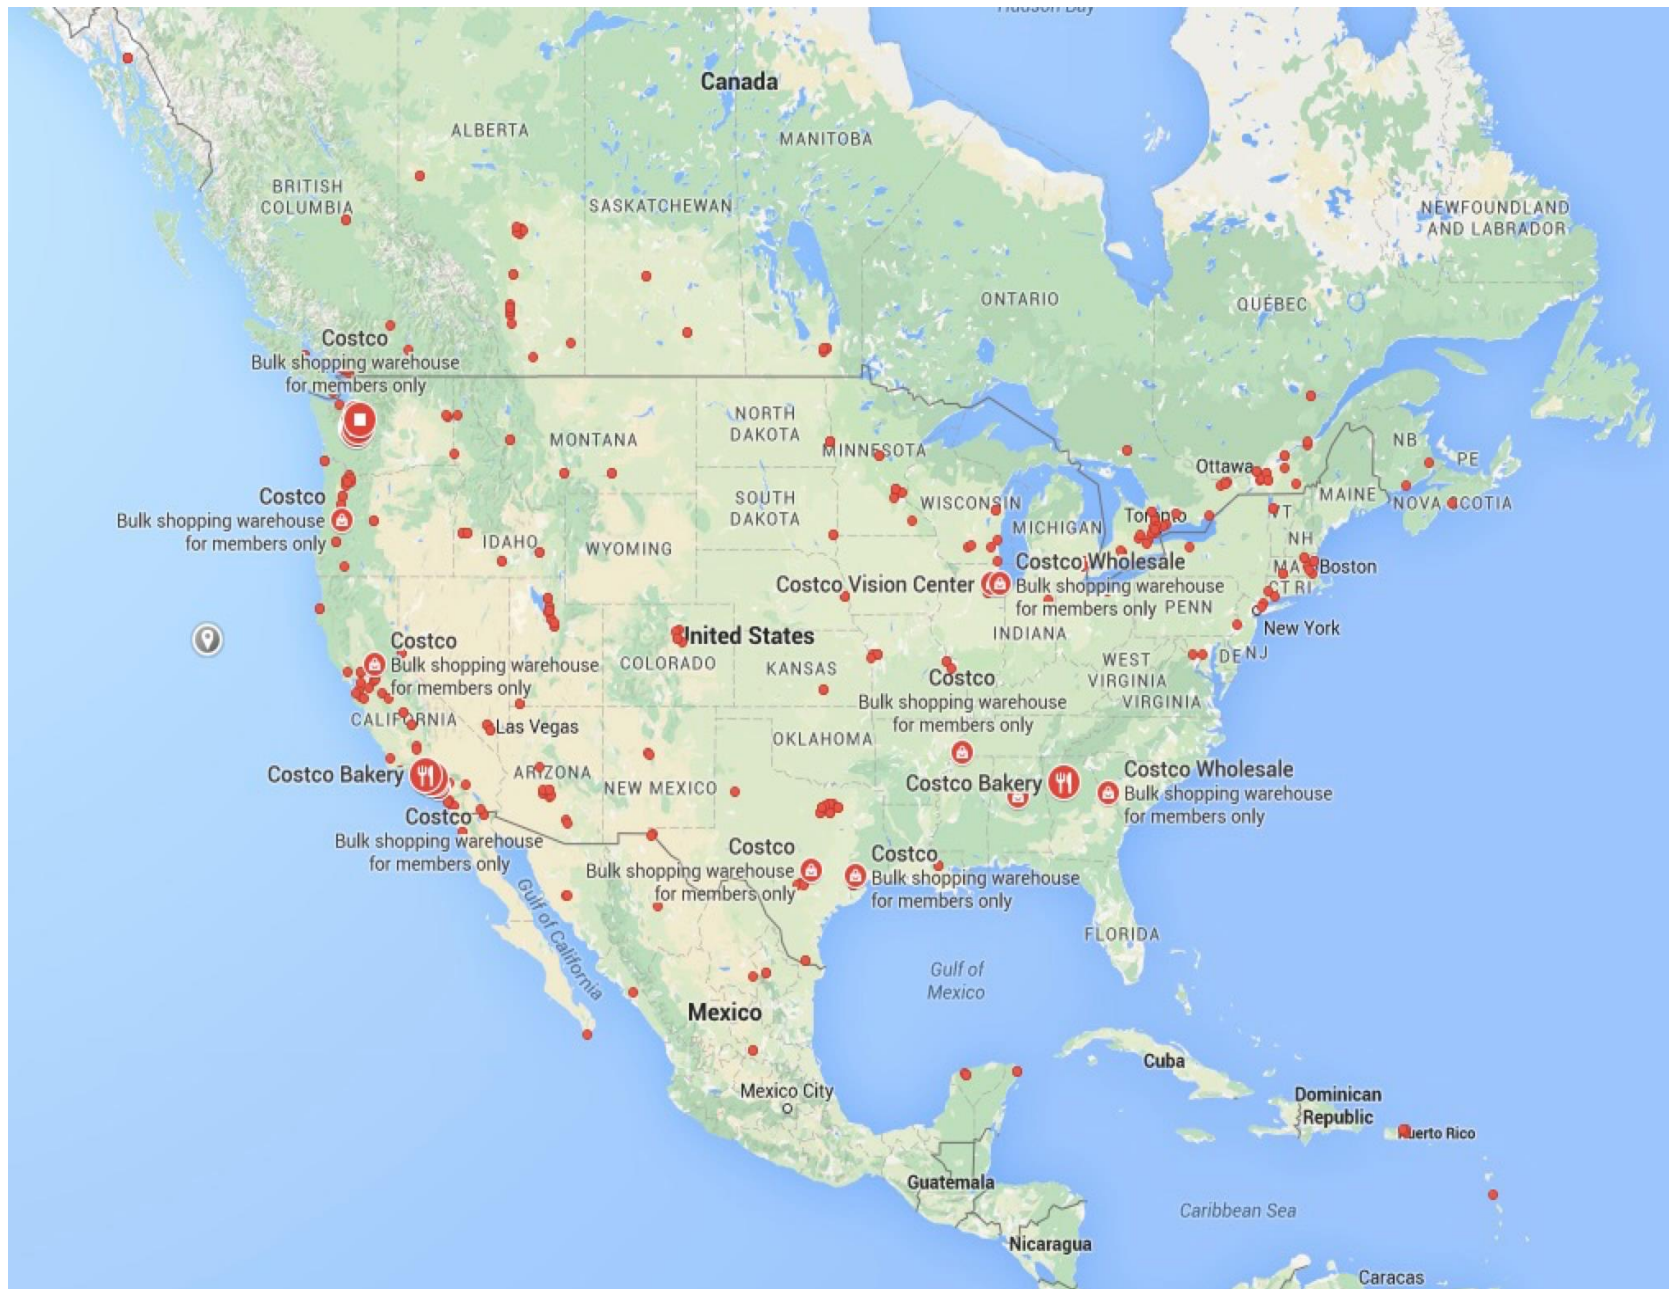 Hudson Bay
Canada
ALBERTA
MANITOBA
BRITISH
COLUMBIA
SASKATCHEWAN
NEWFOUNDLAND
AND LABRADOR
ONTARIO
QUÉBEC
Costco
Bulk shopping warehouse
for members only
NORTH
DAKOTA
MONTANA
MINNESOTA
NB
PE
Ottawa
MAINE
NOVA SCOTIA
Costco
Bulk shopping warehouse
for members only
SOUTH
DAKOTA
WISCONSIN
MICHIGAN
Toronto
VT
NH
IDAHO
WYOMING
MA
Boston
CT RI
Costco Vision Center
Costco Wholesale
Bulk shopping warehouse
for members only
PENN
New York
United States
INDIANA
Costco
Bulk shopping warehouse
for members only
COLORADO
KANSAS
WEST
VIRGINIA
DE
NJ
VIRGINIA
Costco
Bulk shopping warehouse
for members only
CALIFORNIA
Las Vegas
OKLAHOMA
Costco Bakery
ARIZONA
NEW MEXICO
Costco Bakery
Costco Wholesale
Bulk shopping warehouse
for members only
Costco
Bulk shopping warehouse
for members only
Costco
Bulk shopping warehouse
for members only
Costco
Bulk shopping warehouse
for members only
Gulf of California
FLORIDA
Gulf of
Mexico
Mexico
Mexico City
Cuba
Dominican
Republic
Puerto Rico
Guatemala
Caribbean Sea
Nicaragua
Caracas